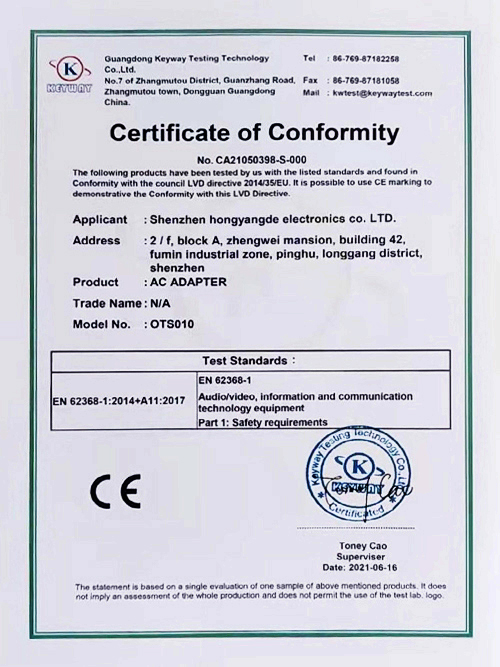 K
KEYWAY
Guangdong Keyway Testing Technology
Co.,Ltd.
No.7 of Zhangmutou District, Guanzhang Road,
Zhangmutou town, Dongguan Guangdong
China.
Tel : 86-769-87182258
Fax : 86-769-87181058
Mail : kwtest@keywaytest.com
Certificate of Conformity
No. CA21050398-S-000
The following products have been tested by us with the listed standards and found in
Conformity with the council LVD directive 2014/35/EU. It is possible to use CE marking to
demonstrative the Conformity with this LVD Directive.
Applicant : Shenzhen hongyangde electronics co. LTD.
Address : 2 / f, block A, zhengwei mansion, building 42,
fumin industrial zone, pinghu, longgang district,
shenzhen
Product : AC ADAPTER
Trade Name : N/A
Model No. : OTS010
Test Standards :
EN 62368-1:2014+A11:2017
EN 62368-1
Audio/video, information and communication
technology equipment
Part 1: Safety requirements
CE
Keyway Testing Technology Co., Ltd.
K
KEYWAY
Certificated
Toney Cao
Toney Cao
Superviser
Date: 2021-06-16
The statement is based on a single evaluation of one sample of above mentioned products. It does
not imply an assessment of the whole production and does not permit the use of the test lab. logo.